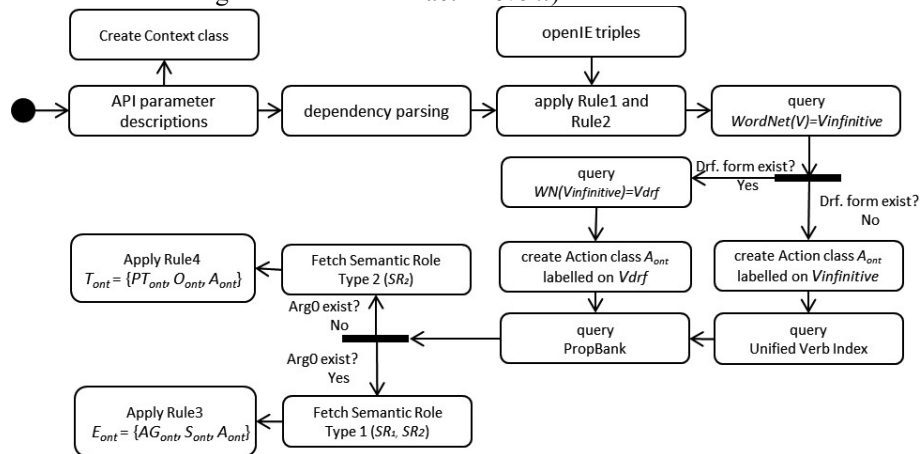 Create Context class
openIE triples
API parameter
descriptions
dependency parsing
apply Rule1 and
Rule2
query
WordNet(V)=Vinfinitive
Drf. form exist?
Yes
Drf. form exist?
No
query
WN(Vinfinitive)=Vdrf
create Action class Aont
labelled on Vdrf
create Action class Aont
labelled on Vinfinitive
Apply Rule4
Tont = {PTont, Oont, Aont}
Fetch Semantic Role
Type 2 (SR2)
Arg0 exist?
No
query
PropBank
query
Unified Verb Index
Arg0 exist?
Yes
Apply Rule3
Eont = {AGont, Sont, Aont}
Fetch Semantic Role
Type 1 (SR1, SR2)